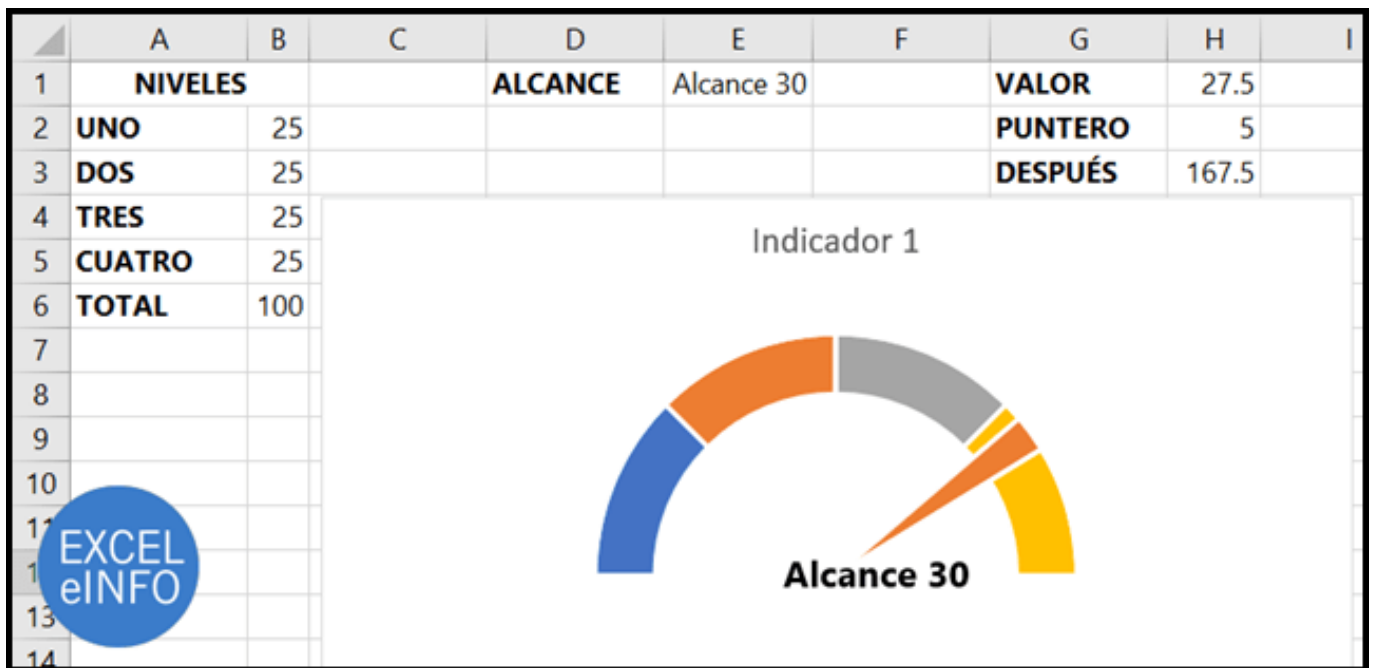 A B C D E F G H I
1 NIVELES ALCANCE Alcance 30 VALOR 27.5
2 UNO 25 PUNTERO 5
3 DOS 25 DESPUÉS 167.5
4 TRES 25
Indicador 1
5 CUATRO 25
6 TOTAL 100
7
8
9
10
11
EXCEL
eINFO
Alcance 30
13
14